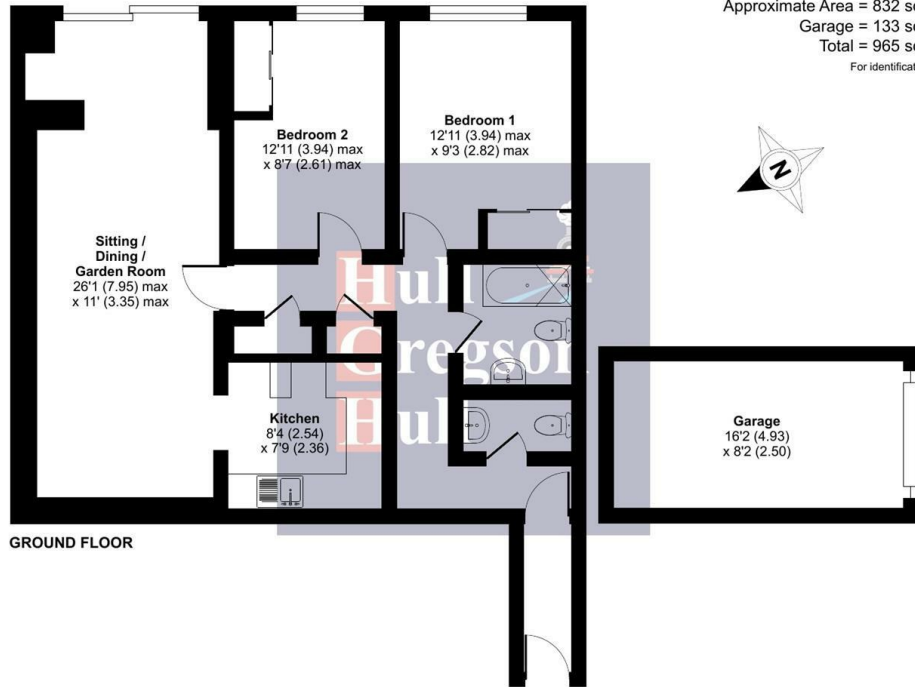 Approximate Area = 832 sq
Garage = 133 sq
Total = 965 sq
For identificat
Bedroom 2
12'11 (3.94) max
x 8'7 (2.61) max
Bedroom 1
12'11 (3.94) max
x 9'3 (2.82) max
N
Sitting /
Dining /
Garden Room
26'1 (7.95) max
x 11' (3.35) max
Hull
Gregson
Hull
Kitchen
8'4 (2.54)
x 7'9 (2.36)
Garage
16'2 (4.93)
x 8'2 (2.50)
GROUND FLOOR